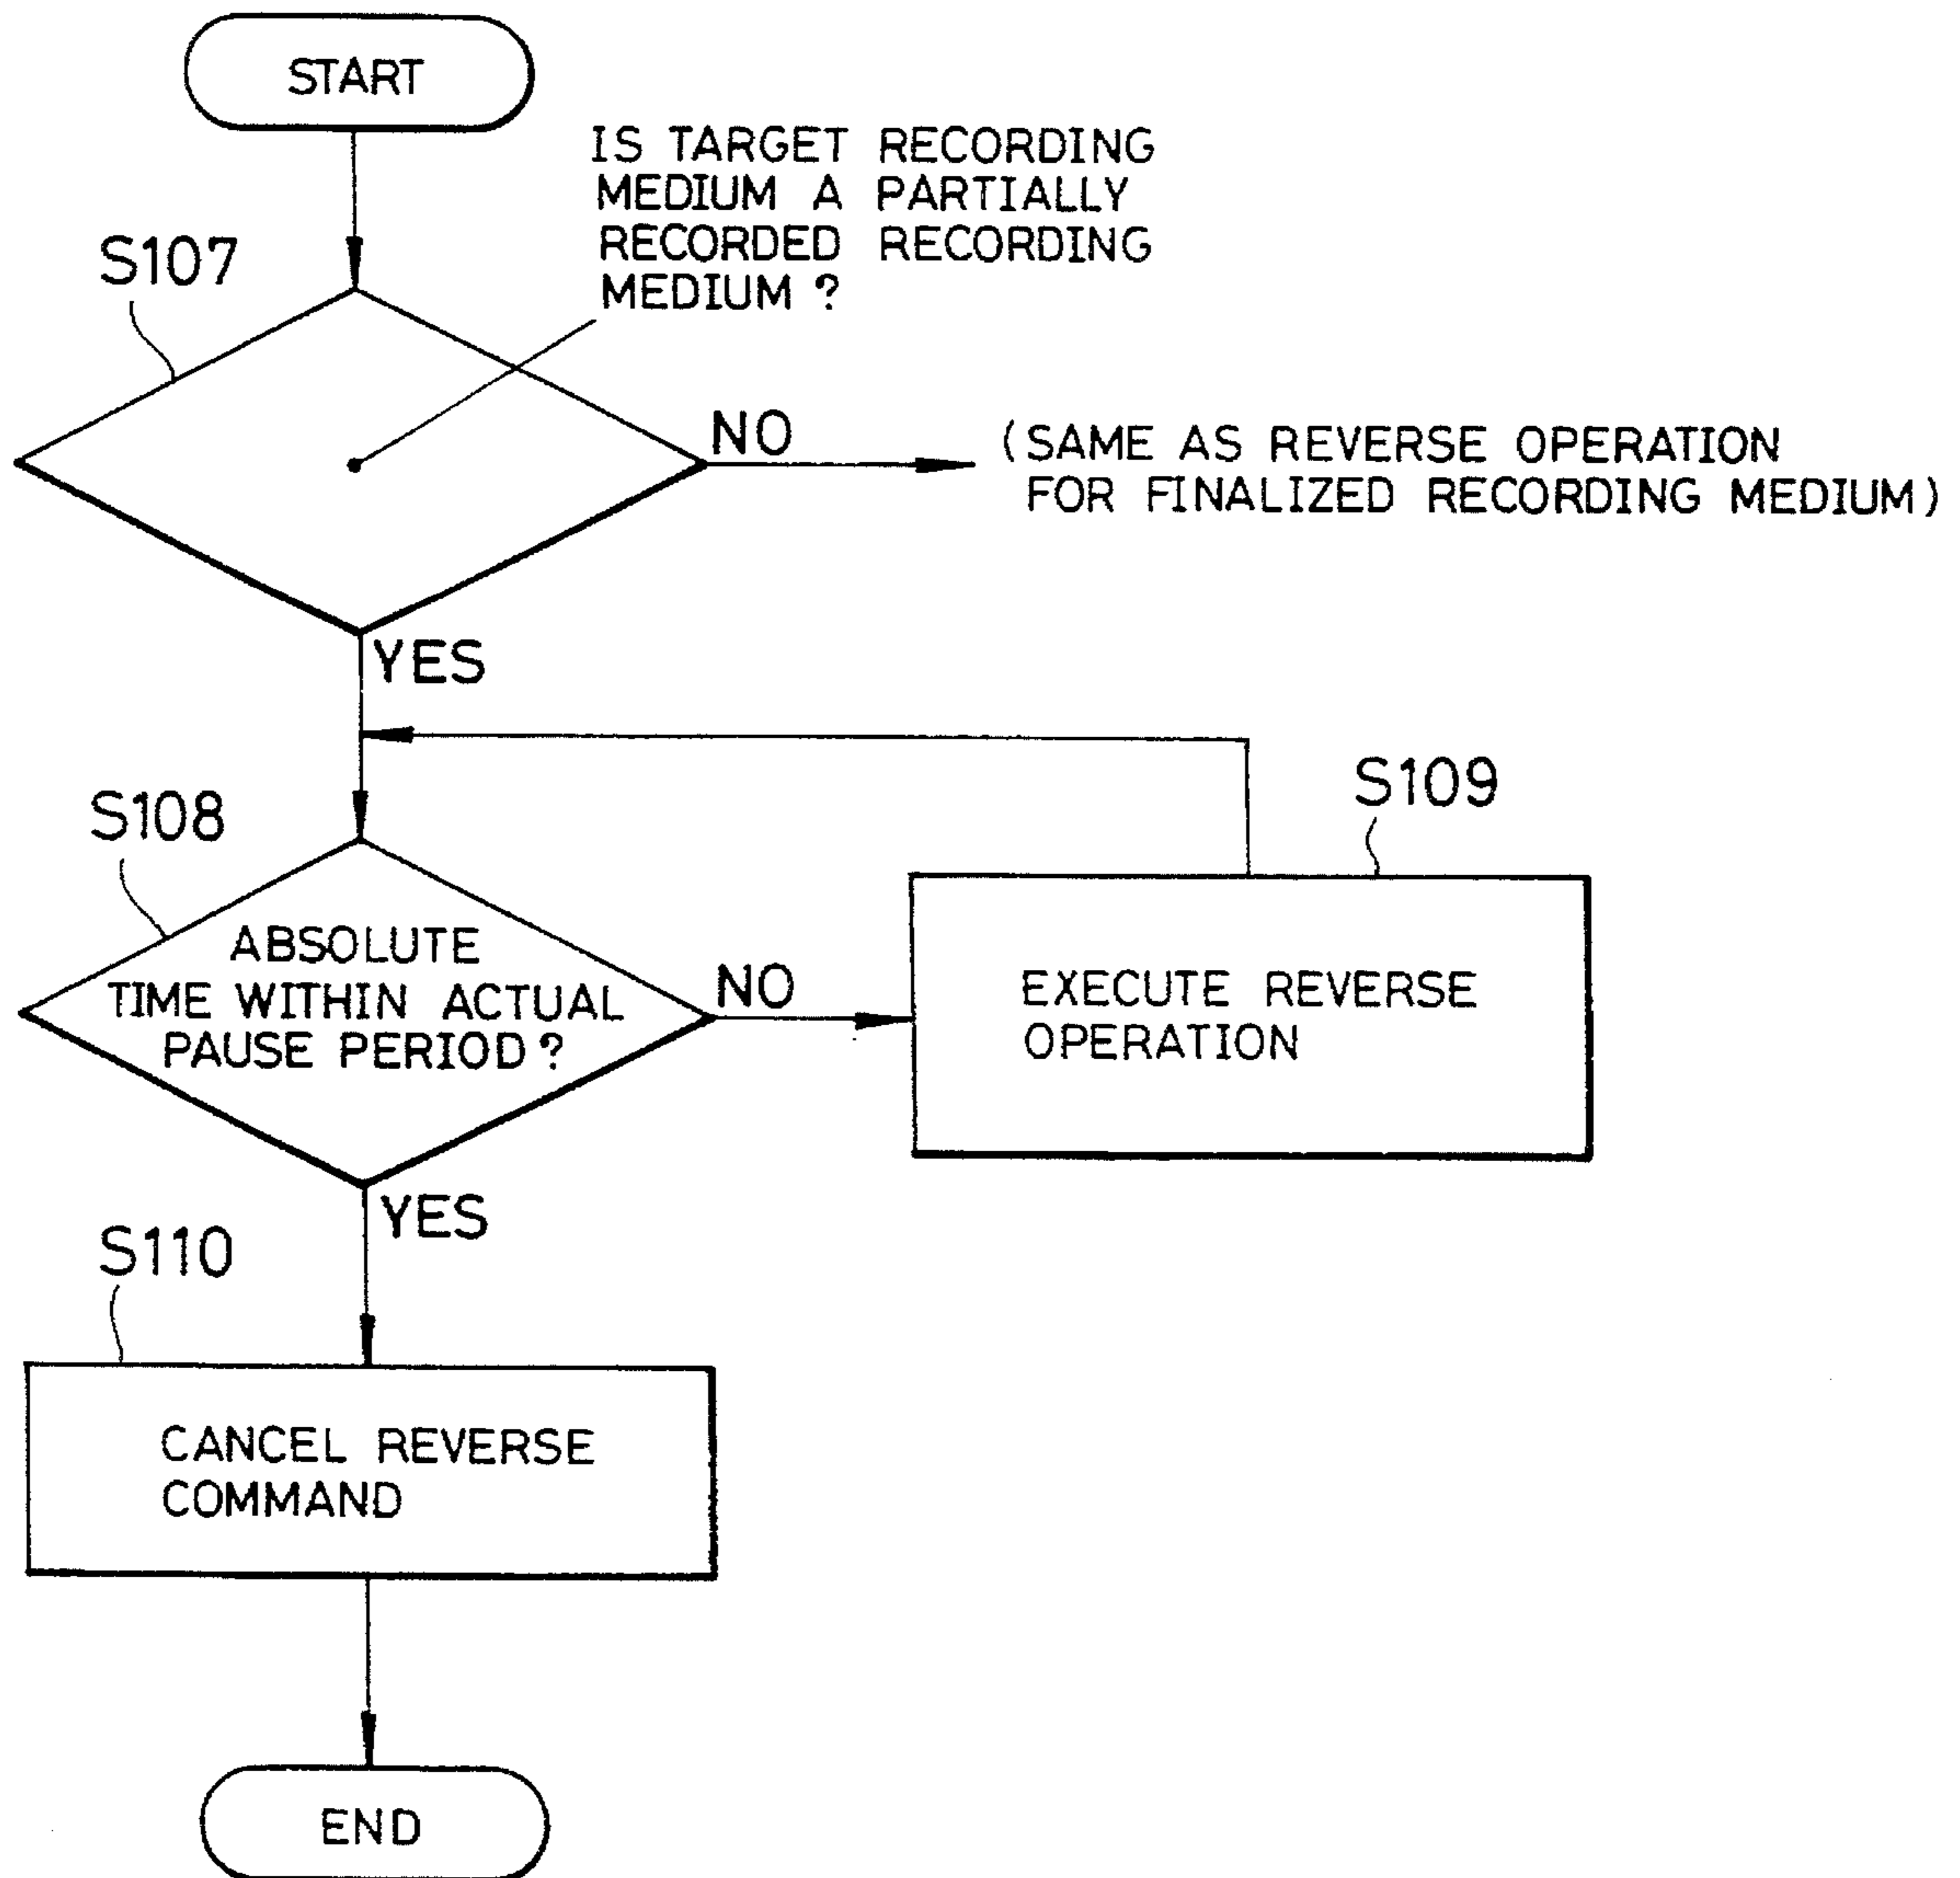 START
IS TARGET RECORDING
MEDIUM A PARTIALLY
RECORDED RECORDING
MEDIUM ?
S107
NO
(SAME AS REVERSE OPERATION
FOR FINALIZED RECORDING MEDIUM)
YES
S108
ABSOLUTE
TIME WITHIN ACTUAL
PAUSE PERIOD ?
NO
S109
EXECUTE REVERSE
OPERATION
YES
S110
CANCEL REVERSE
COMMAND
END